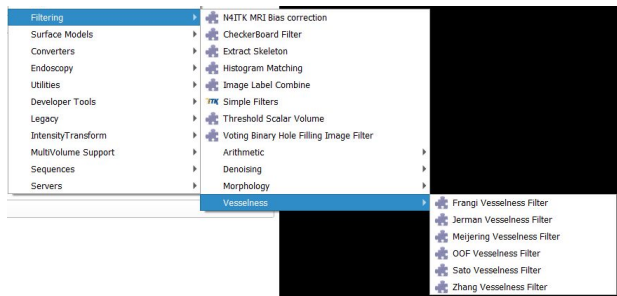 Filtering
Surface Models
Converters
Endoscopy
Utilities
Developer Tools
Legacy
IntensityTransform
MultiVolume Support
Sequences
Servers
N4ITK MRI Bias correction
CheckerBoard Filter
Extract Skeleton
Histogram Matching
Image Label Combine
ITK Simple Filters
Threshold Scalar Volume
Voting Binary Hole Filling Image Filter
Arithmetic
Denoising
Morphology
Vesselness
Frangi Vesselness Filter
Jerman Vesselness Filter
Meijering Vesselness Filter
OOF Vesselness Filter
Sato Vesselness Filter
Zhang Vesselness Filter